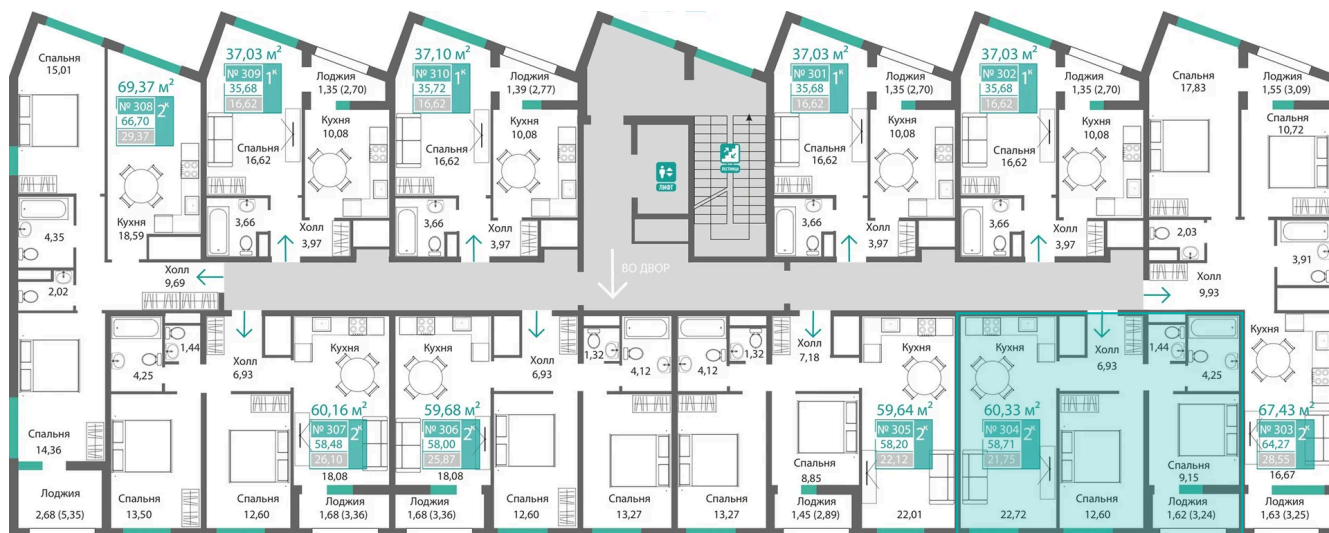 Спальня
15,01
69,37 м²
№ 308
2к
66,70
29,37
Кухня
18,59
4,35
2,02
Холл
9,69
Спальня
14,36
Лоджия
2,68 (5,35)
37,03 м²
№ 309
1к
35,68
16,62
Лоджия
1,35 (2,70)
Кухня
10,08
Спальня
16,62
3,66
Холл
3,97
37,10 м²
№ 310
1к
35,72
16,62
Лоджия
1,39 (2,77)
Кухня
10,08
Спальня
16,62
3,66
Холл
3,97
ЛИФТ
ЛЕСТНИЦА
ВО ДВОР
37,03 м²
№ 301
1к
35,68
16,62
Лоджия
1,35 (2,70)
Кухня
10,08
Спальня
16,62
3,66
Холл
3,97
37,03 м²
№ 302
1к
35,68
16,62
Лоджия
1,35 (2,70)
Кухня
10,08
Спальня
16,62
3,66
Холл
3,97
Спальня
17,83
Лоджия
1,55 (3,09)
Спальня
10,72
2,03
3,91
Холл
9,93
Кухня
67,43 м²
№ 303
2к
64,27
28,55
16,67
Лоджия
1,63 (3,25)
1,44
4,25
Холл
6,93
Кухня
60,16 м²
№ 307
2к
58,48
26,10
18,08
Спальня
13,50
Спальня
12,60
Лоджия
1,68 (3,36)
Кухня
59,68 м²
№ 306
2к
58,00
25,87
18,08
Лоджия
1,68 (3,36)
Холл
6,93
1,32
4,12
Спальня
12,60
Спальня
13,27
4,12
1,32
Холл
7,18
Кухня
59,64 м²
№ 305
2к
58,20
22,12
Спальня
13,27
Спальня
8,85
Лоджия
1,45 (2,89)
22,01
Кухня
60,33 м²
№ 304
2к
58,71
21,75
22,72
Холл
6,93
1,44
4,25
Спальня
12,60
Спальня
9,15
Лоджия
1,62 (3,24)